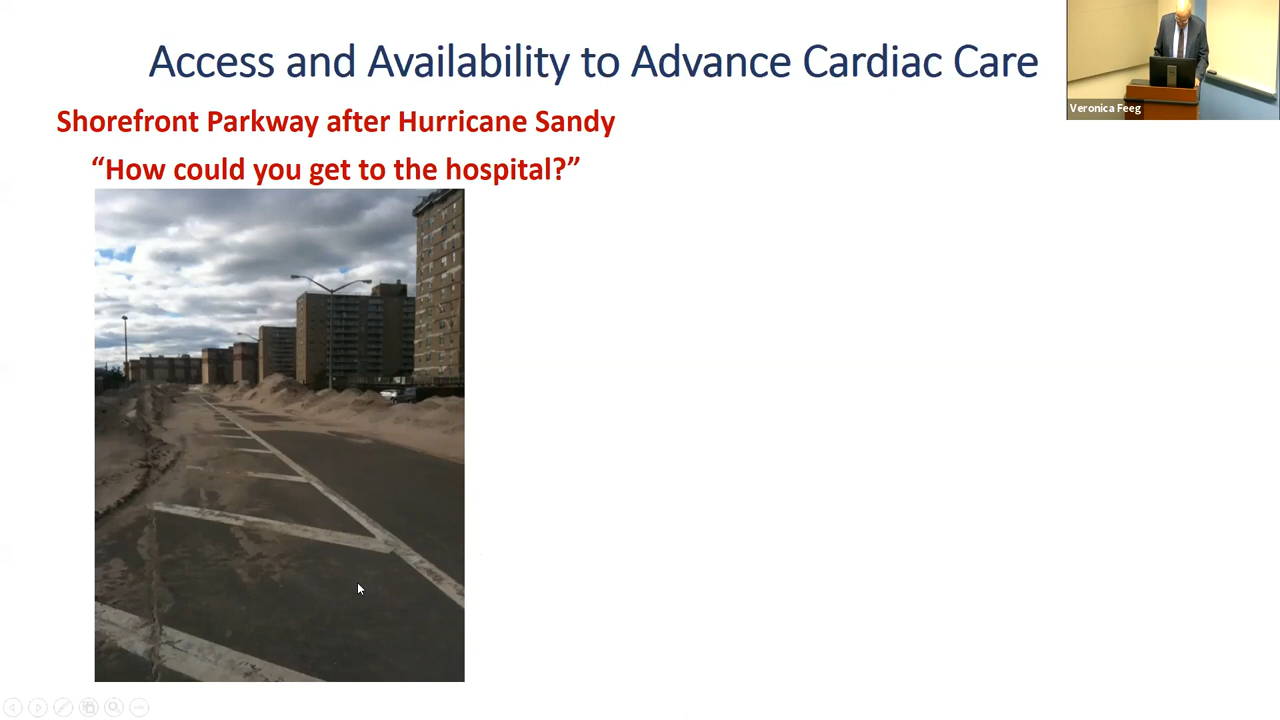 Access and Availability to Advance Cardiac Care
Shorefront Parkway after Hurricane Sandy
“How could you get to the hospital?”
Veronica Feeg